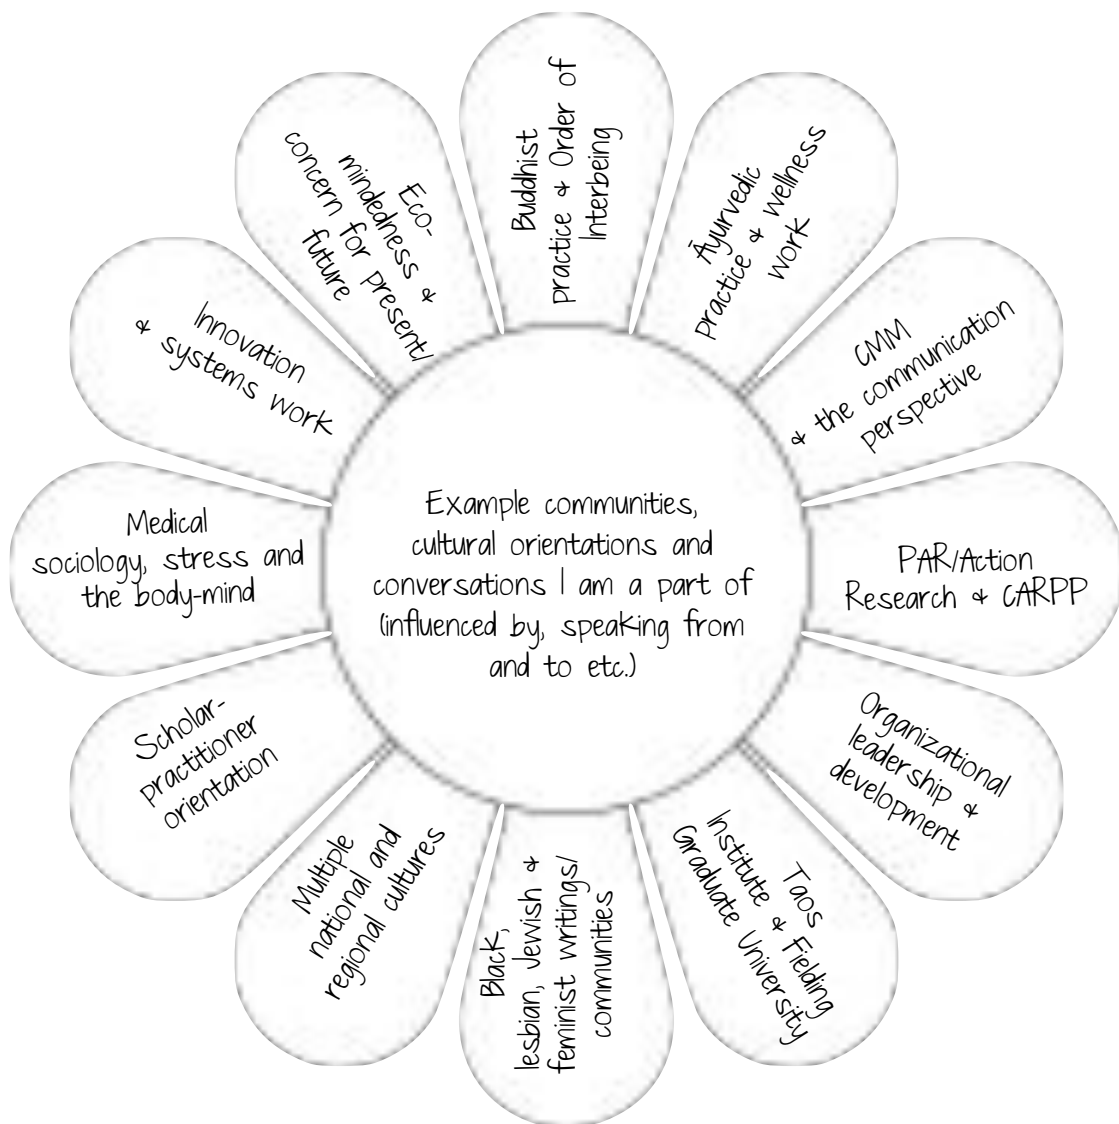 Example communities,
cultural orientations and
conversations I am a part of
(influenced by, speaking from
and to etc.)
Buddhist
practice & Order of
Interbeing
Āyurvedic
practice & wellness
work
CMM
& the communication
perspective
PAR/Action
Research & CARPP
Organizational
leadership &
development
Taos
Institute & Fielding
Graduate University
Black,
lesbian, Jewish &
feminist writings/
communities
Multiple
national and
regional cultures
Scholar-
practitioner
orientation
Medical
sociology, stress and
the body-mind
Innovation
& systems work
Eco-
mindedness &
concern for present/
future